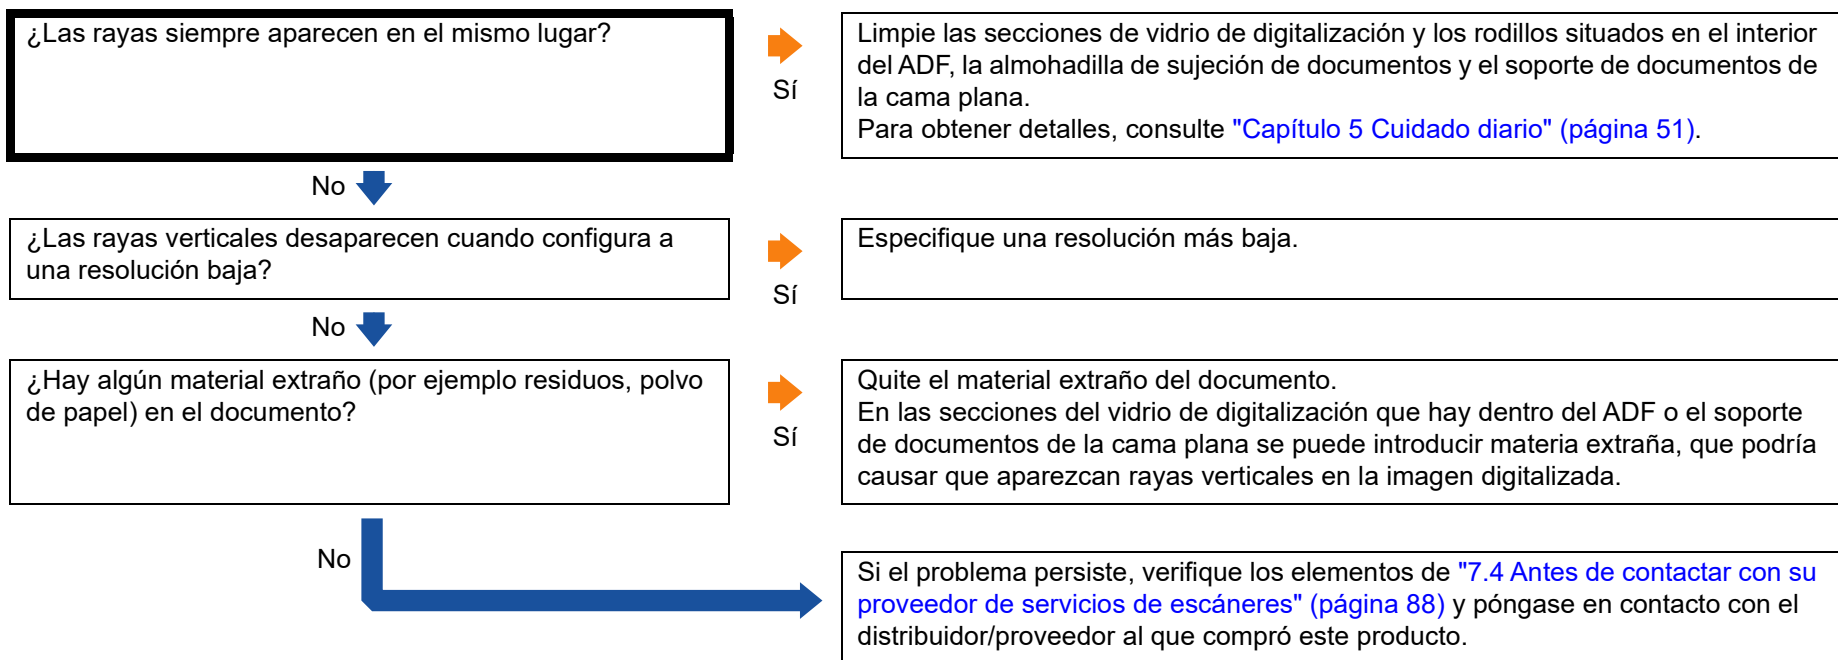 ¿Las rayas siempre aparecen en el mismo lugar?
Sí
Limpie las secciones de vidrio de digitalización y los rodillos situados en el interior
del ADF, la almohadilla de sujeción de documentos y el soporte de documentos de
la cama plana.
Para obtener detalles, consulte "Capítulo 5 Cuidado diario" (página 51).
No
¿Las rayas verticales desaparecen cuando configura a
una resolución baja?
Sí
Especifique una resolución más baja.
No
¿Hay algún material extraño (por ejemplo residuos, polvo
de papel) en el documento?
Sí
Quite el material extraño del documento.
En las secciones del vidrio de digitalización que hay dentro del ADF o el soporte
de documentos de la cama plana se puede introducir materia extraña, que podría
causar que aparezcan rayas verticales en la imagen digitalizada.
No
Si el problema persiste, verifique los elementos de "7.4 Antes de contactar con su
proveedor de servicios de escáneres" (página 88) y póngase en contacto con el
distribuidor/proveedor al que compró este producto.